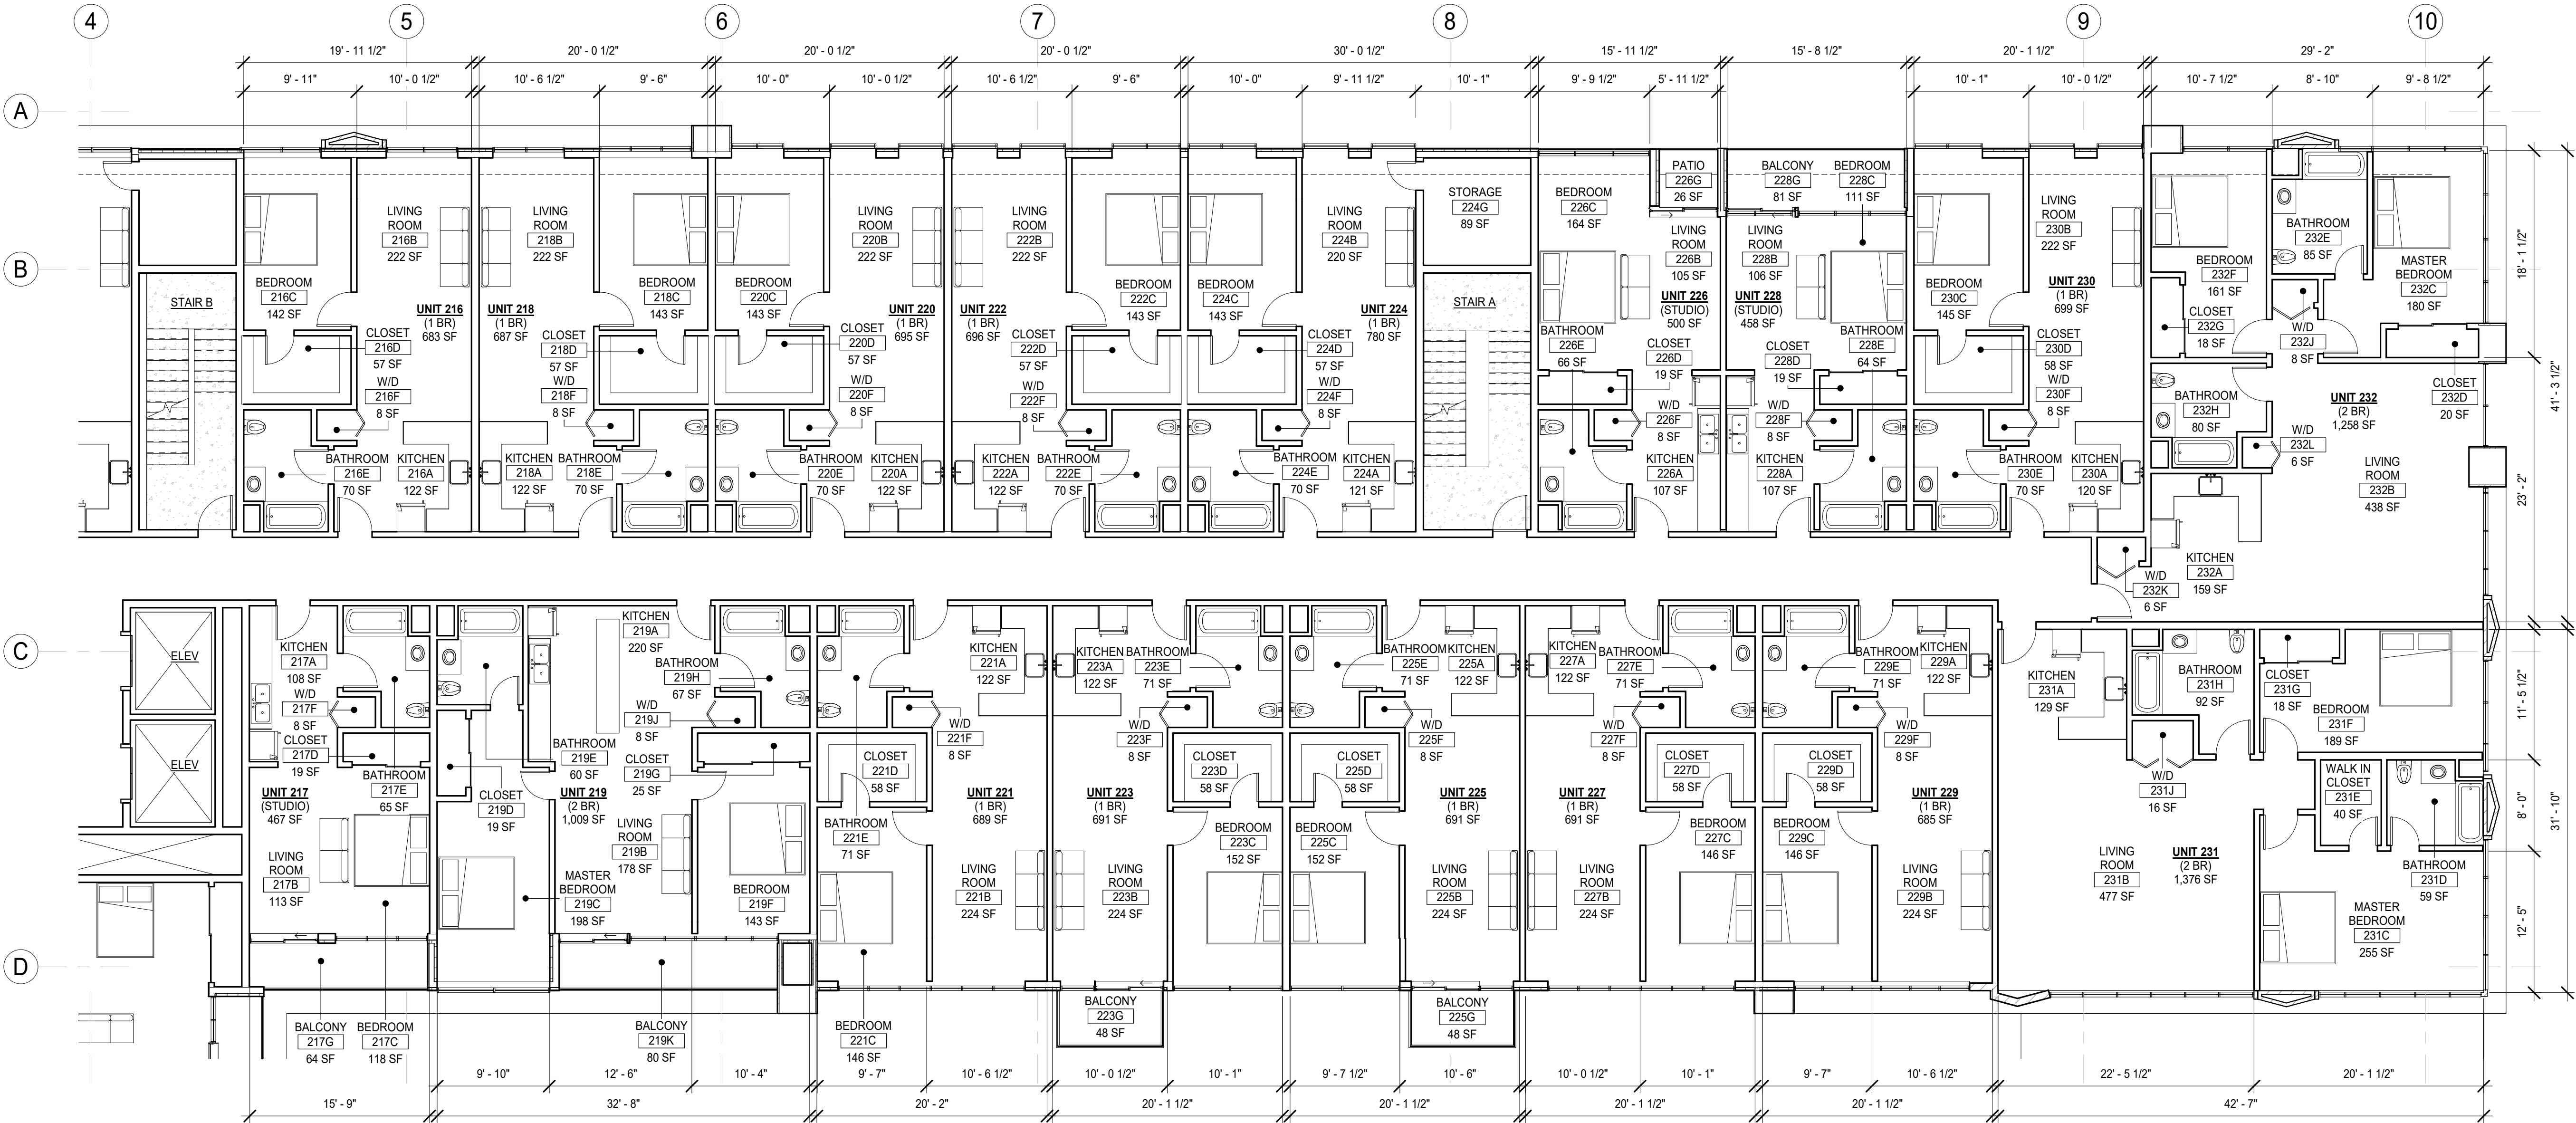 4
5
6
7
8
9
10
19' - 11 1/2"
20' - 0 1/2"
20' - 0 1/2"
20' - 0 1/2"
30' - 0 1/2"
15' - 11 1/2"
15' - 8 1/2"
20' - 1 1/2"
29' - 2"
9' - 11"
10' - 0 1/2"
10' - 6 1/2"
9' - 6"
10' - 0"
10' - 0 1/2"
10' - 6 1/2"
9' - 6"
10' - 0"
9' - 11 1/2"
10' - 1"
9' - 9 1/2"
5' - 11 1/2"
10' - 1"
10' - 0 1/2"
10' - 7 1/2"
8' - 10"
9' - 8 1/2"
A
B
C
D
STAIR B
BEDROOM
216C
142 SF
LIVING
ROOM
216B
222 SF
UNIT 216
(1 BR)
683 SF
CLOSET
216D
57 SF
W/D
216F
8 SF
BATHROOM
216E
70 SF
KITCHEN
216A
122 SF
LIVING
ROOM
218B
222 SF
UNIT 218
(1 BR)
687 SF
BEDROOM
218C
143 SF
CLOSET
218D
57 SF
W/D
218F
8 SF
KITCHEN
218A
122 SF
BATHROOM
218E
70 SF
BEDROOM
220C
143 SF
LIVING
ROOM
220B
222 SF
UNIT 220
(1 BR)
695 SF
CLOSET
220D
57 SF
W/D
220F
8 SF
BATHROOM
220E
70 SF
KITCHEN
220A
122 SF
LIVING
ROOM
222B
222 SF
UNIT 222
(1 BR)
696 SF
BEDROOM
222C
143 SF
CLOSET
222D
57 SF
W/D
222F
8 SF
KITCHEN
222A
122 SF
BATHROOM
222E
70 SF
BEDROOM
224C
143 SF
LIVING
ROOM
224B
220 SF
UNIT 224
(1 BR)
780 SF
CLOSET
224D
57 SF
W/D
224F
8 SF
BATHROOM
224E
70 SF
KITCHEN
224A
121 SF
STORAGE
224G
89 SF
STAIR A
BEDROOM
226C
164 SF
PATIO
226G
26 SF
LIVING
ROOM
226B
105 SF
UNIT 226
(STUDIO)
500 SF
BATHROOM
226E
66 SF
CLOSET
226D
19 SF
W/D
226F
8 SF
KITCHEN
226A
107 SF
BALCONY
228G
81 SF
BEDROOM
228C
111 SF
LIVING
ROOM
228B
106 SF
UNIT 228
(STUDIO)
458 SF
BATHROOM
228E
64 SF
CLOSET
228D
19 SF
W/D
228F
8 SF
KITCHEN
228A
107 SF
LIVING
ROOM
230B
222 SF
BEDROOM
230C
145 SF
UNIT 230
(1 BR)
699 SF
CLOSET
230D
58 SF
W/D
230F
8 SF
BATHROOM
230E
70 SF
KITCHEN
230A
120 SF
BEDROOM
232F
161 SF
BATHROOM
232E
85 SF
MASTER
BEDROOM
232C
180 SF
CLOSET
232G
18 SF
W/D
232J
8 SF
CLOSET
232D
20 SF
BATHROOM
232H
80 SF
UNIT 232
(2 BR)
1,258 SF
W/D
232L
6 SF
LIVING
ROOM
232B
438 SF
KITCHEN
232A
159 SF
W/D
232K
6 SF
18' - 1 1/2"
23' - 2"
41' - 3 1/2"
ELEV
ELEV
KITCHEN
217A
108 SF
W/D
217F
8 SF
CLOSET
217D
19 SF
BATHROOM
217E
65 SF
UNIT 217
(STUDIO)
467 SF
LIVING
ROOM
217B
113 SF
BALCONY
217G
64 SF
BEDROOM
217C
118 SF
KITCHEN
219A
220 SF
BATHROOM
219H
67 SF
W/D
219J
8 SF
BATHROOM
219E
60 SF
CLOSET
219G
25 SF
CLOSET
219D
19 SF
UNIT 219
(2 BR)
1,009 SF
LIVING
ROOM
219B
178 SF
MASTER
BEDROOM
219C
198 SF
BEDROOM
219F
143 SF
BALCONY
219K
80 SF
KITCHEN
221A
122 SF
W/D
221F
8 SF
CLOSET
221D
58 SF
UNIT 221
(1 BR)
689 SF
BATHROOM
221E
71 SF
LIVING
ROOM
221B
224 SF
BEDROOM
221C
146 SF
KITCHEN
223A
122 SF
BATHROOM
223E
71 SF
W/D
223F
8 SF
CLOSET
223D
58 SF
UNIT 223
(1 BR)
691 SF
BEDROOM
223C
152 SF
LIVING
ROOM
223B
224 SF
BALCONY
223G
48 SF
BATHROOM
225E
71 SF
KITCHEN
225A
122 SF
W/D
225F
8 SF
CLOSET
225D
58 SF
UNIT 225
(1 BR)
691 SF
BEDROOM
225C
152 SF
LIVING
ROOM
225B
224 SF
BALCONY
225G
48 SF
KITCHEN
227A
122 SF
BATHROOM
227E
71 SF
W/D
227F
8 SF
CLOSET
227D
58 SF
UNIT 227
(1 BR)
691 SF
BEDROOM
227C
146 SF
LIVING
ROOM
227B
224 SF
BATHROOM
229E
71 SF
KITCHEN
229A
122 SF
W/D
229F
8 SF
CLOSET
229D
58 SF
UNIT 229
(1 BR)
685 SF
BEDROOM
229C
146 SF
LIVING
ROOM
229B
224 SF
KITCHEN
231A
129 SF
BATHROOM
231H
92 SF
CLOSET
231G
18 SF
BEDROOM
231F
189 SF
W/D
231J
16 SF
WALK IN
CLOSET
231E
40 SF
BATHROOM
231D
59 SF
LIVING
ROOM
231B
477 SF
UNIT 231
(2 BR)
1,376 SF
MASTER
BEDROOM
231C
255 SF
11' - 5 1/2"
8' - 0"
12' - 5"
31' - 10"
9' - 10"
12' - 6"
10' - 4"
9' - 7"
10' - 6 1/2"
10' - 0 1/2"
10' - 1"
9' - 7 1/2"
10' - 6"
10' - 0 1/2"
10' - 1"
9' - 7"
10' - 6 1/2"
22' - 5 1/2"
20' - 1 1/2"
15' - 9"
32' - 8"
20' - 2"
20' - 1 1/2"
20' - 1 1/2"
20' - 1 1/2"
20' - 1 1/2"
42' - 7"